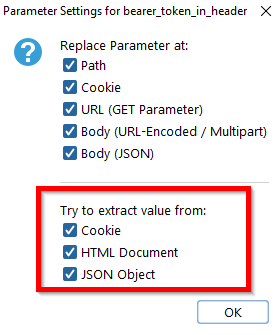 Parameter Settings for bearer_token_in_header
Replace Parameter at:
Path
Cookie
URL (GET Parameter)
Body (URL-Encoded / Multipart)
Body (JSON)
Try to extract value from:
Cookie
HTML Document
JSON Object
OK